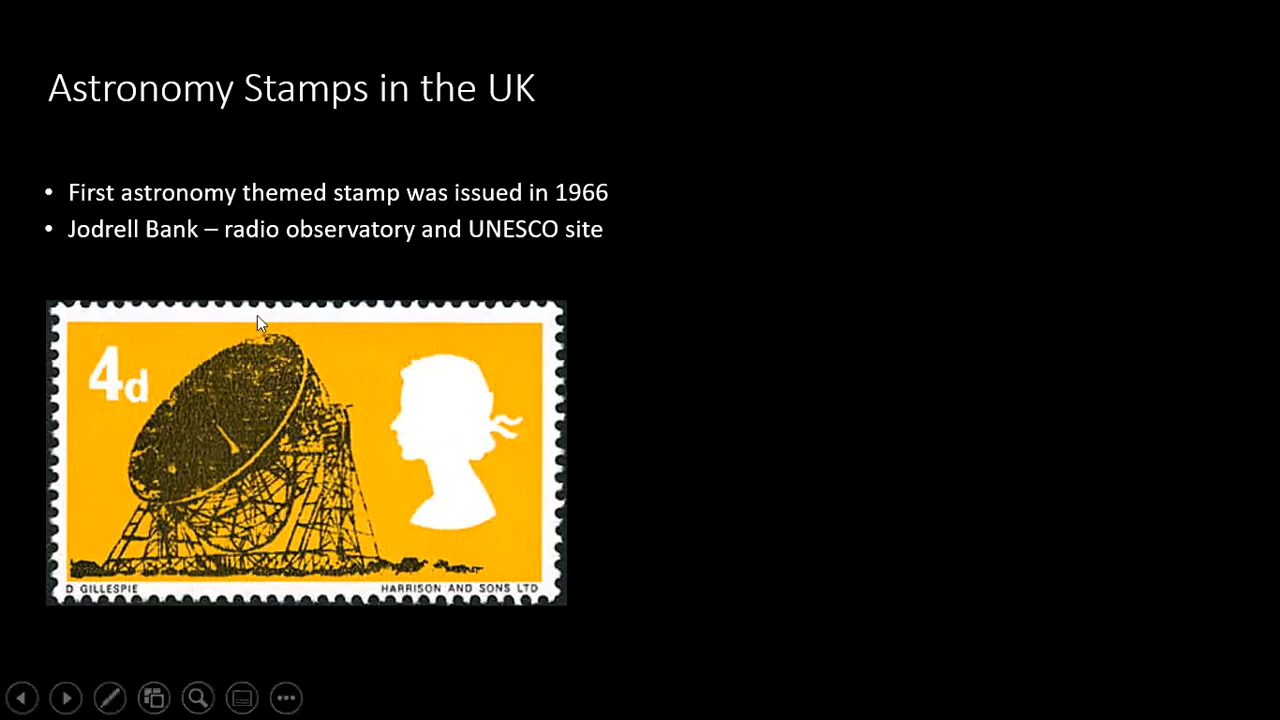 Astronomy Stamps in the UK
• First astronomy themed stamp was issued in 1966
• Jodrell Bank – radio observatory and UNESCO site
4d
D GILLESPIE HARRISON AND SONS LTD